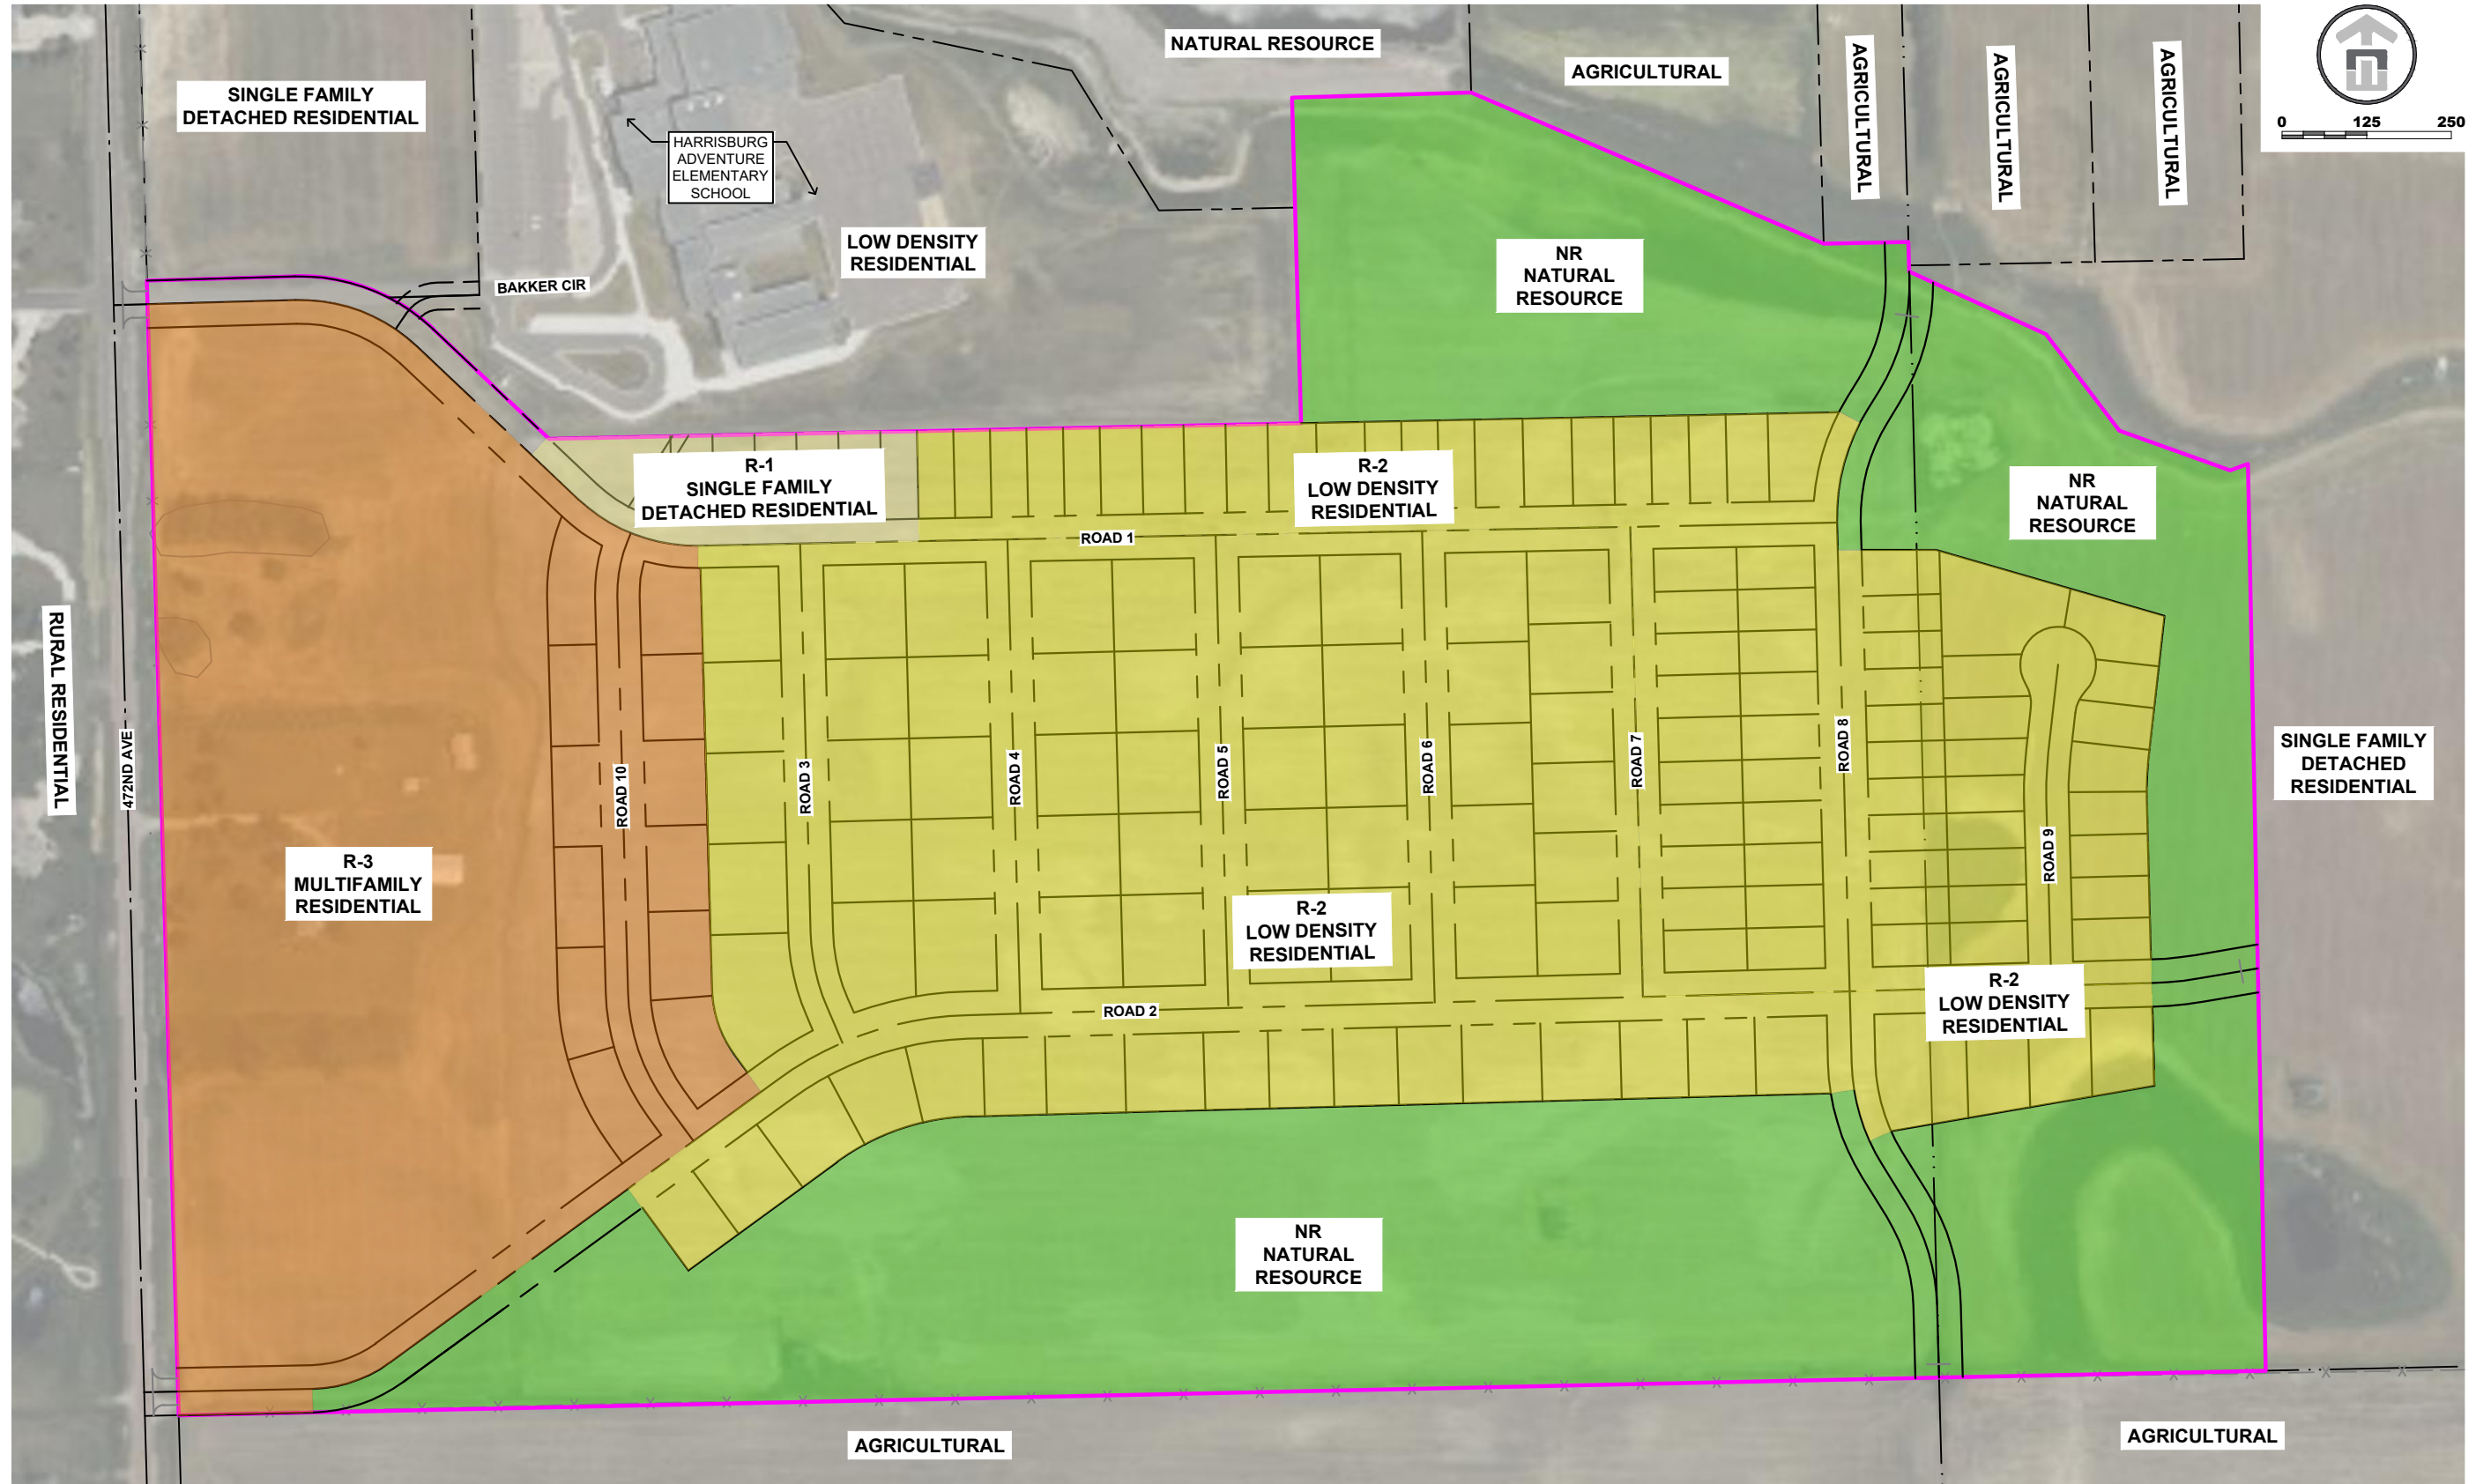 NATURAL RESOURCE
AGRICULTURAL
AGRICULTURAL
AGRICULTURAL
AGRICULTURAL
0 125 250
SINGLE FAMILY
DETACHED RESIDENTIAL
HARRISBURG
ADVENTURE
ELEMENTARY
SCHOOL
LOW DENSITY
RESIDENTIAL
BAKKER CIR
NR
NATURAL
RESOURCE
R-1
SINGLE FAMILY
DETACHED RESIDENTIAL
R-2
LOW DENSITY
RESIDENTIAL
NR
NATURAL
RESOURCE
ROAD 1
RURAL RESIDENTIAL
472ND AVE
ROAD 10
ROAD 3
ROAD 4
ROAD 5
ROAD 6
ROAD 7
ROAD 8
ROAD 9
SINGLE FAMILY
DETACHED
RESIDENTIAL
R-3
MULTIFAMILY
RESIDENTIAL
R-2
LOW DENSITY
RESIDENTIAL
R-2
LOW DENSITY
RESIDENTIAL
ROAD 2
NR
NATURAL
RESOURCE
AGRICULTURAL
AGRICULTURAL